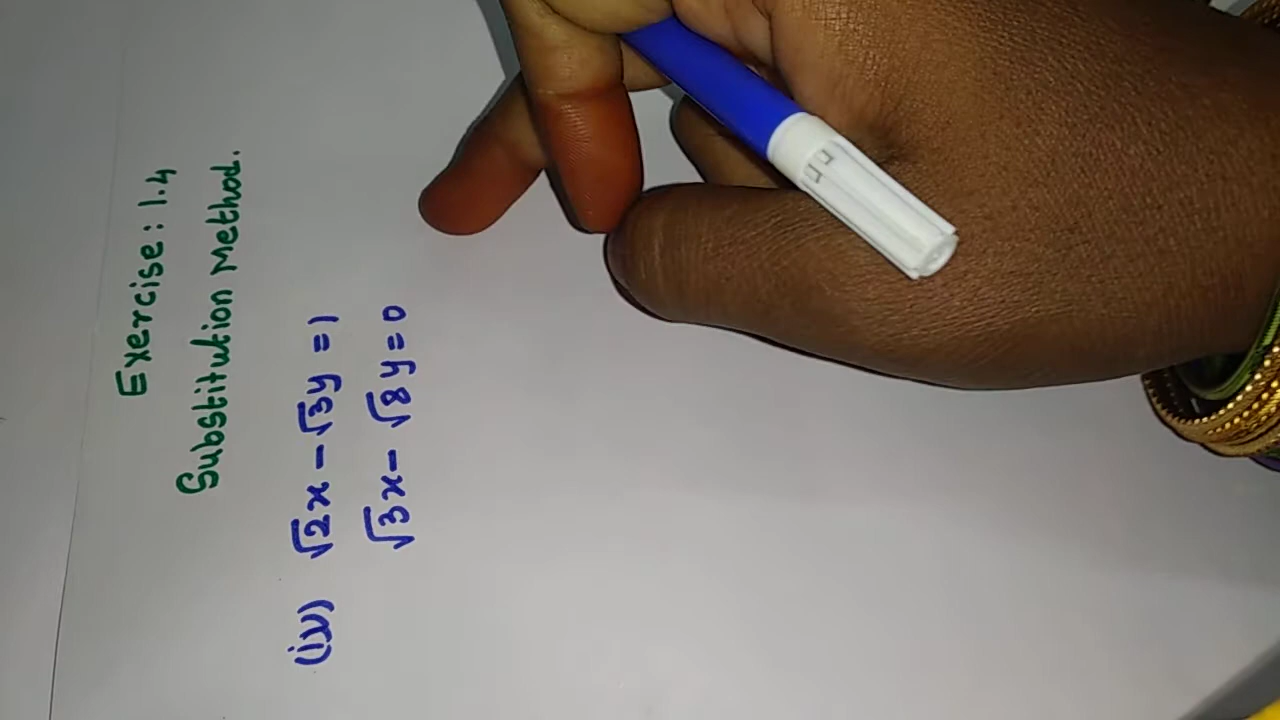 Exercise: 1.4
Substitution Method.
(iv) √2x - √3y = 1
√3x - √8y = 0